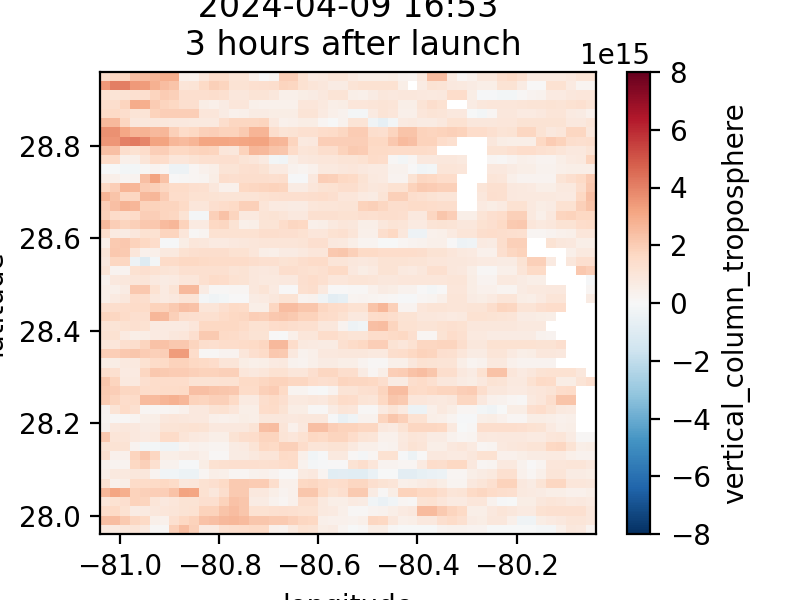 2024-04-09 16:53
3 hours after launch
1e15
28.8
28.6
28.4
28.2
28.0
−81.0 −80.8 −80.6 −80.4 −80.2
longitude
latitude
8
6
4
2
0
−2
−4
−6
−8
vertical_column_troposphere